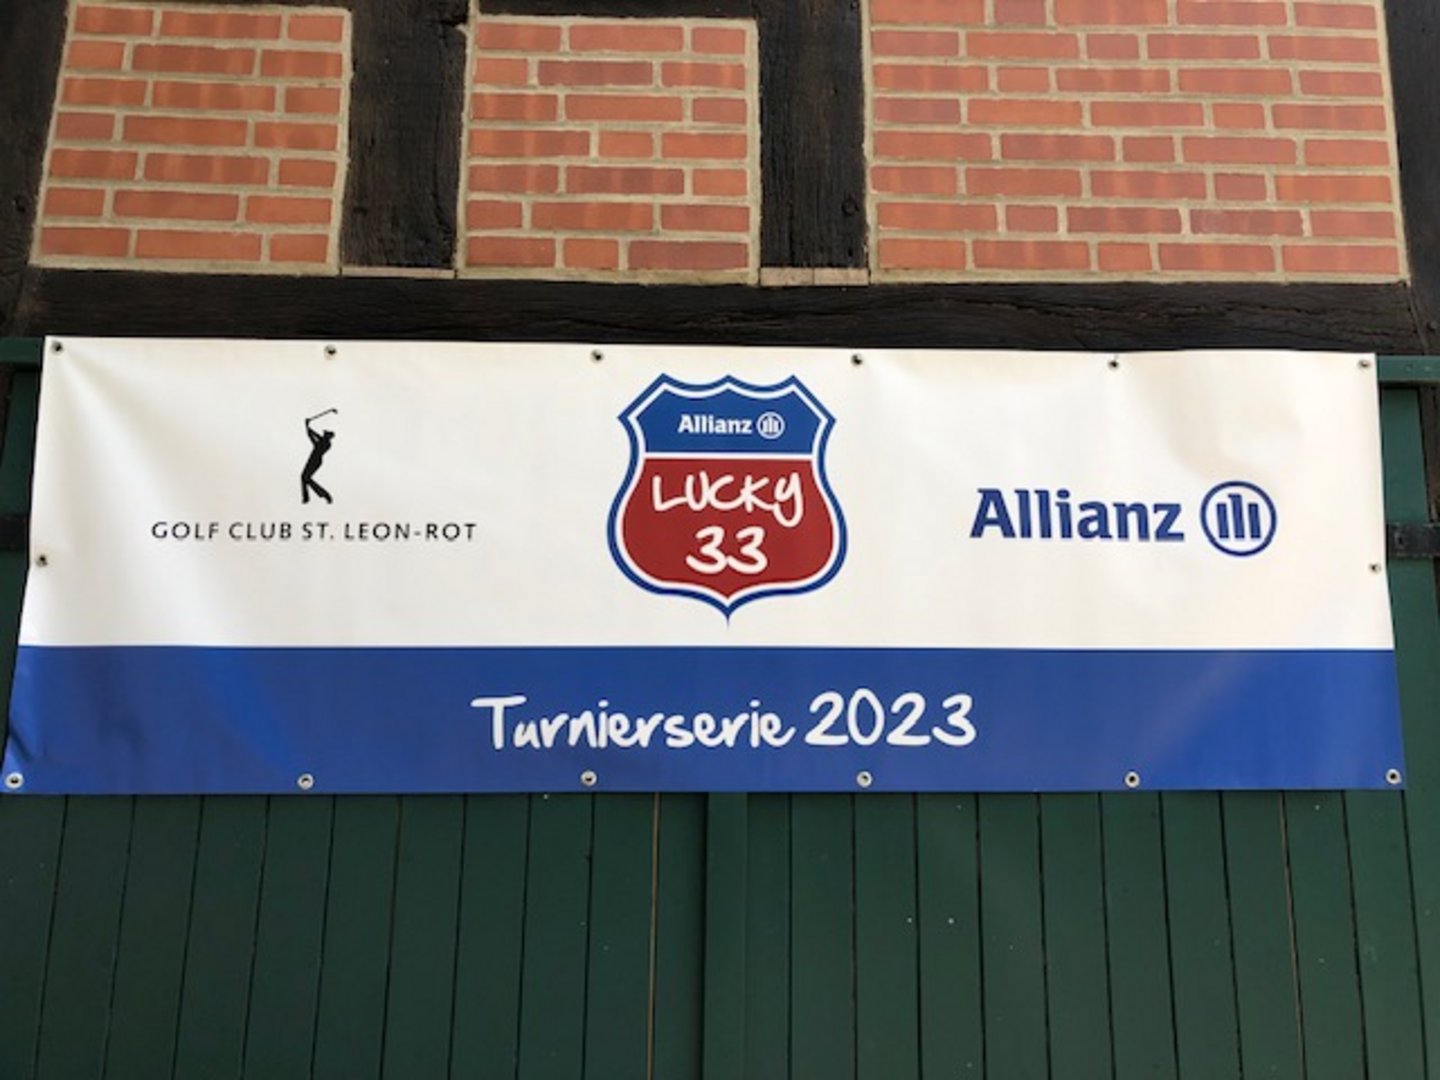 Allianz
LUCKY
33
GOLF CLUB ST. LEON-ROT
Allianz
Turnierserie 2023